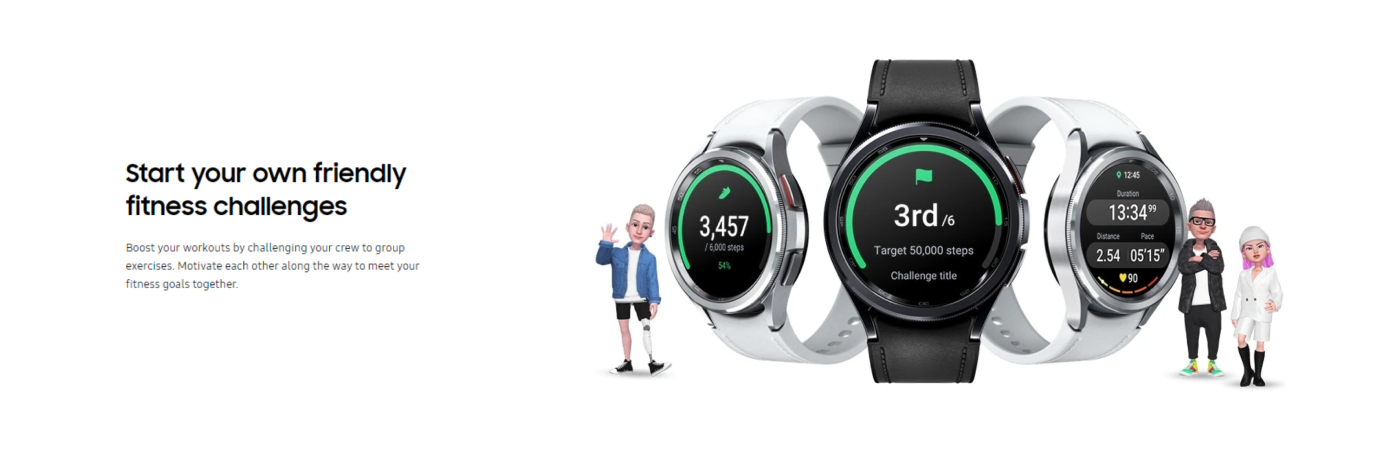 Start your own friendly
fitness challenges
Boost your workouts by challenging your crew to group
exercises. Motivate each other along the way to meet your
fitness goals together.
3,457
/ 6,000 steps
54%
3rd /6
Target 50,000 steps
Challenge title
12:45
Duration
13:34 99
Distance Pace
2.54 05'15"
90